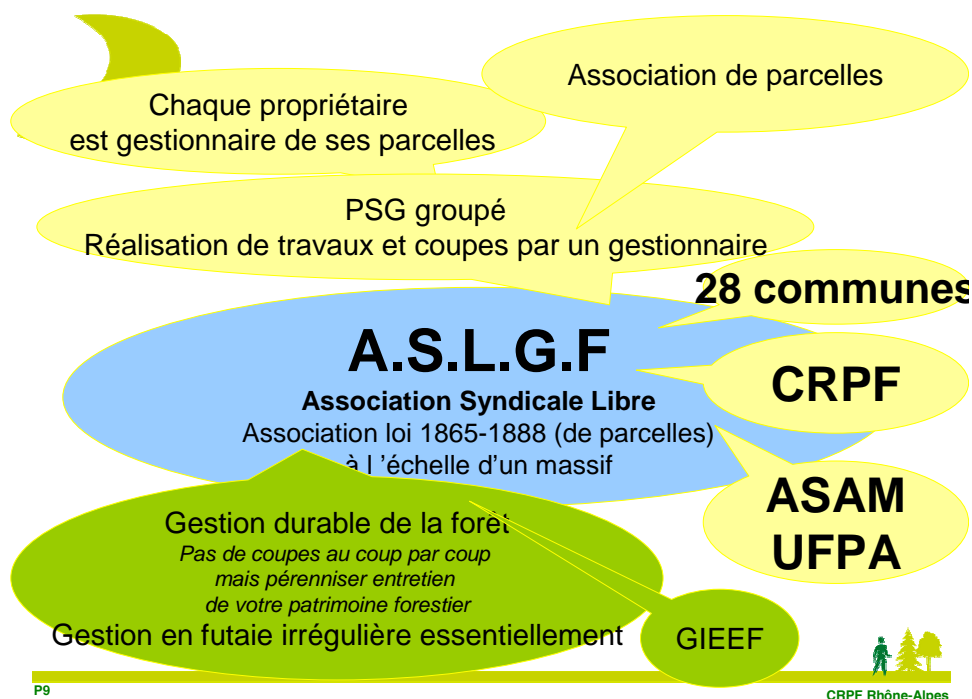 Association de parcelles
Chaque propriétaire
est gestionnaire de ses parcelles
PSG groupé
Réalisation de travaux et coupes par un gestionnaire
28 communes
A.S.L.G.F
Association Syndicale Libre
Association loi 1865-1888 (de parcelles)
à l ’échelle d’un massif
CRPF
ASAM
UFPA
Gestion durable de la forêt
Pas de coupes au coup par coup
mais pérenniser entretien
de votre patrimoine forestier
Gestion en futaie irrégulière essentiellement
GIEEF
P9
CRPF Rhône-Alpes